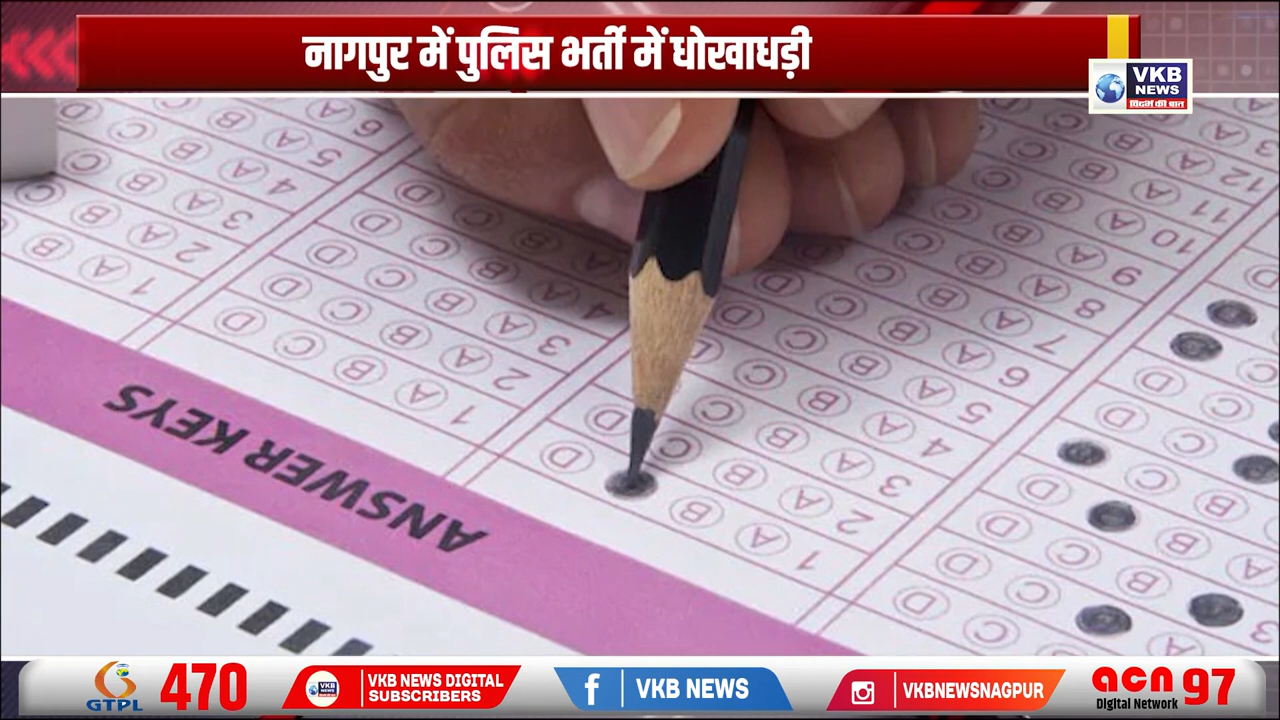 नागपुर में पुलिस भर्ती में धोखाधड़ी
VKB
NEWS
विदर्भ की बात
ANSWER KEYS
GTPL
470
VKB NEWS DIGITAL
SUBSCRIBERS
VKB NEWS
VKBNEWSNAGPUR
acn 97
Digital Network